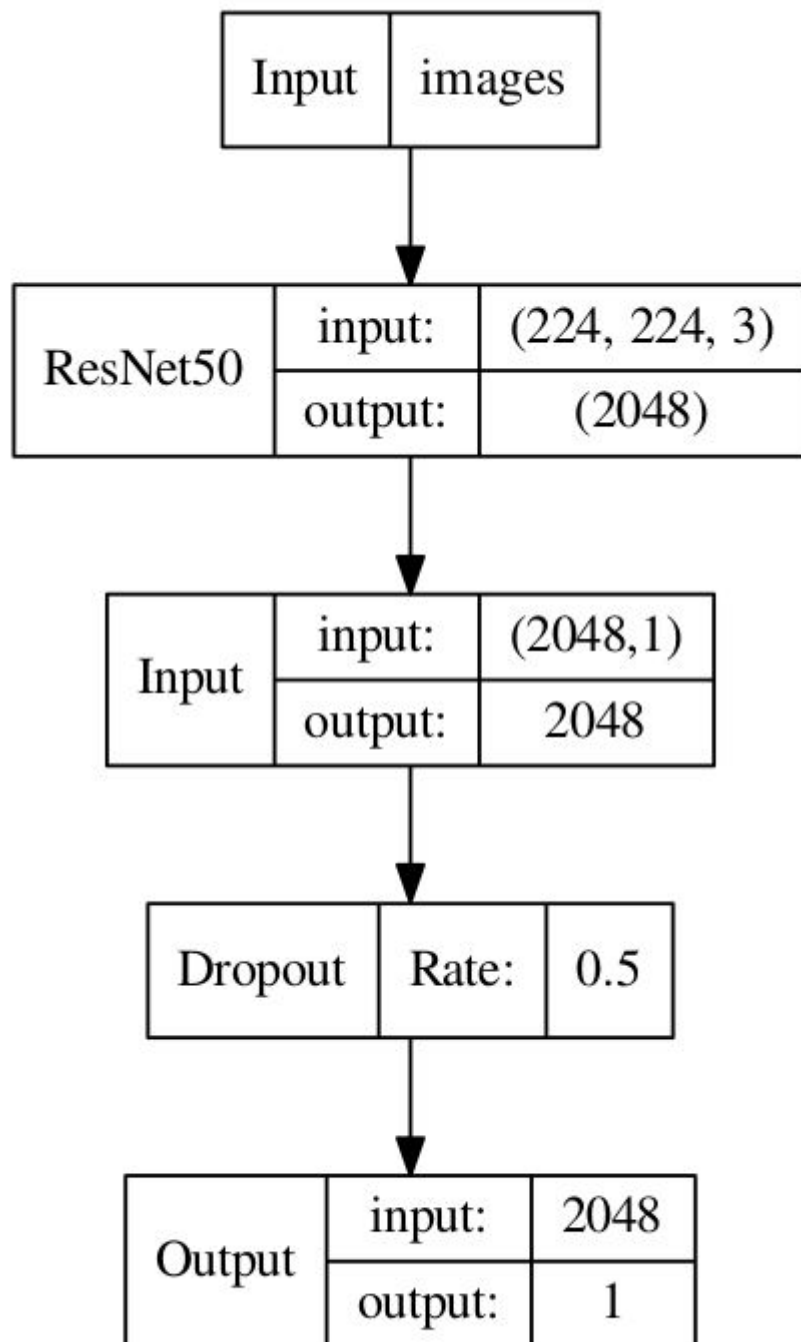 Input images
ResNet50 input: (224, 224, 3)
output: (2048)
Input input: (2048,1)
output: 2048
Dropout Rate: 0.5
Output input: 2048
output: 1